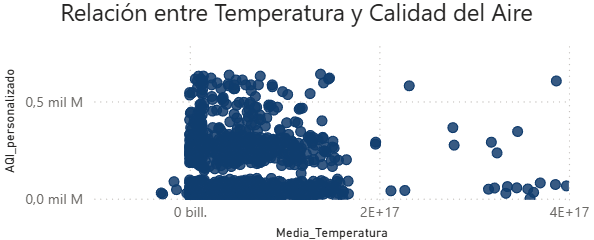 Relación entre Temperatura y Calidad del Aire
AQI_personalizado
0,5 mil M
0,0 mil M
0 bill.
2E+17
4E+17
Media_Temperatura